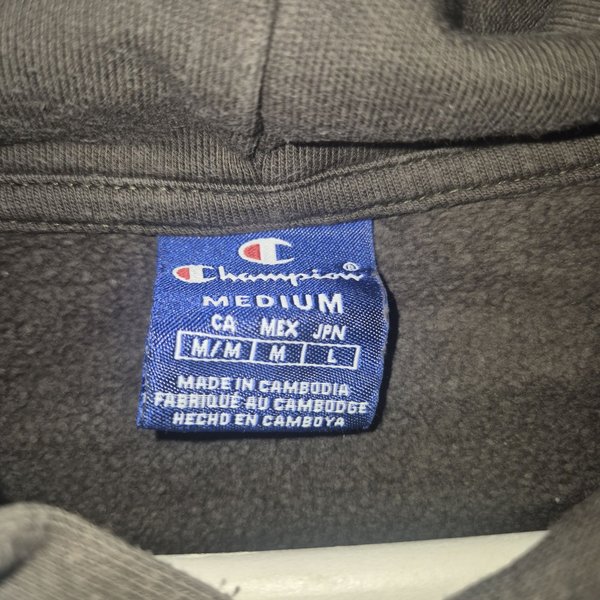 Champion®
MEDIUM
CA MEX JPN
M/M M L
MADE IN CAMBODIA
FABRIQUÉ AU CAMBODGE
HECHO EN CAMBOYA